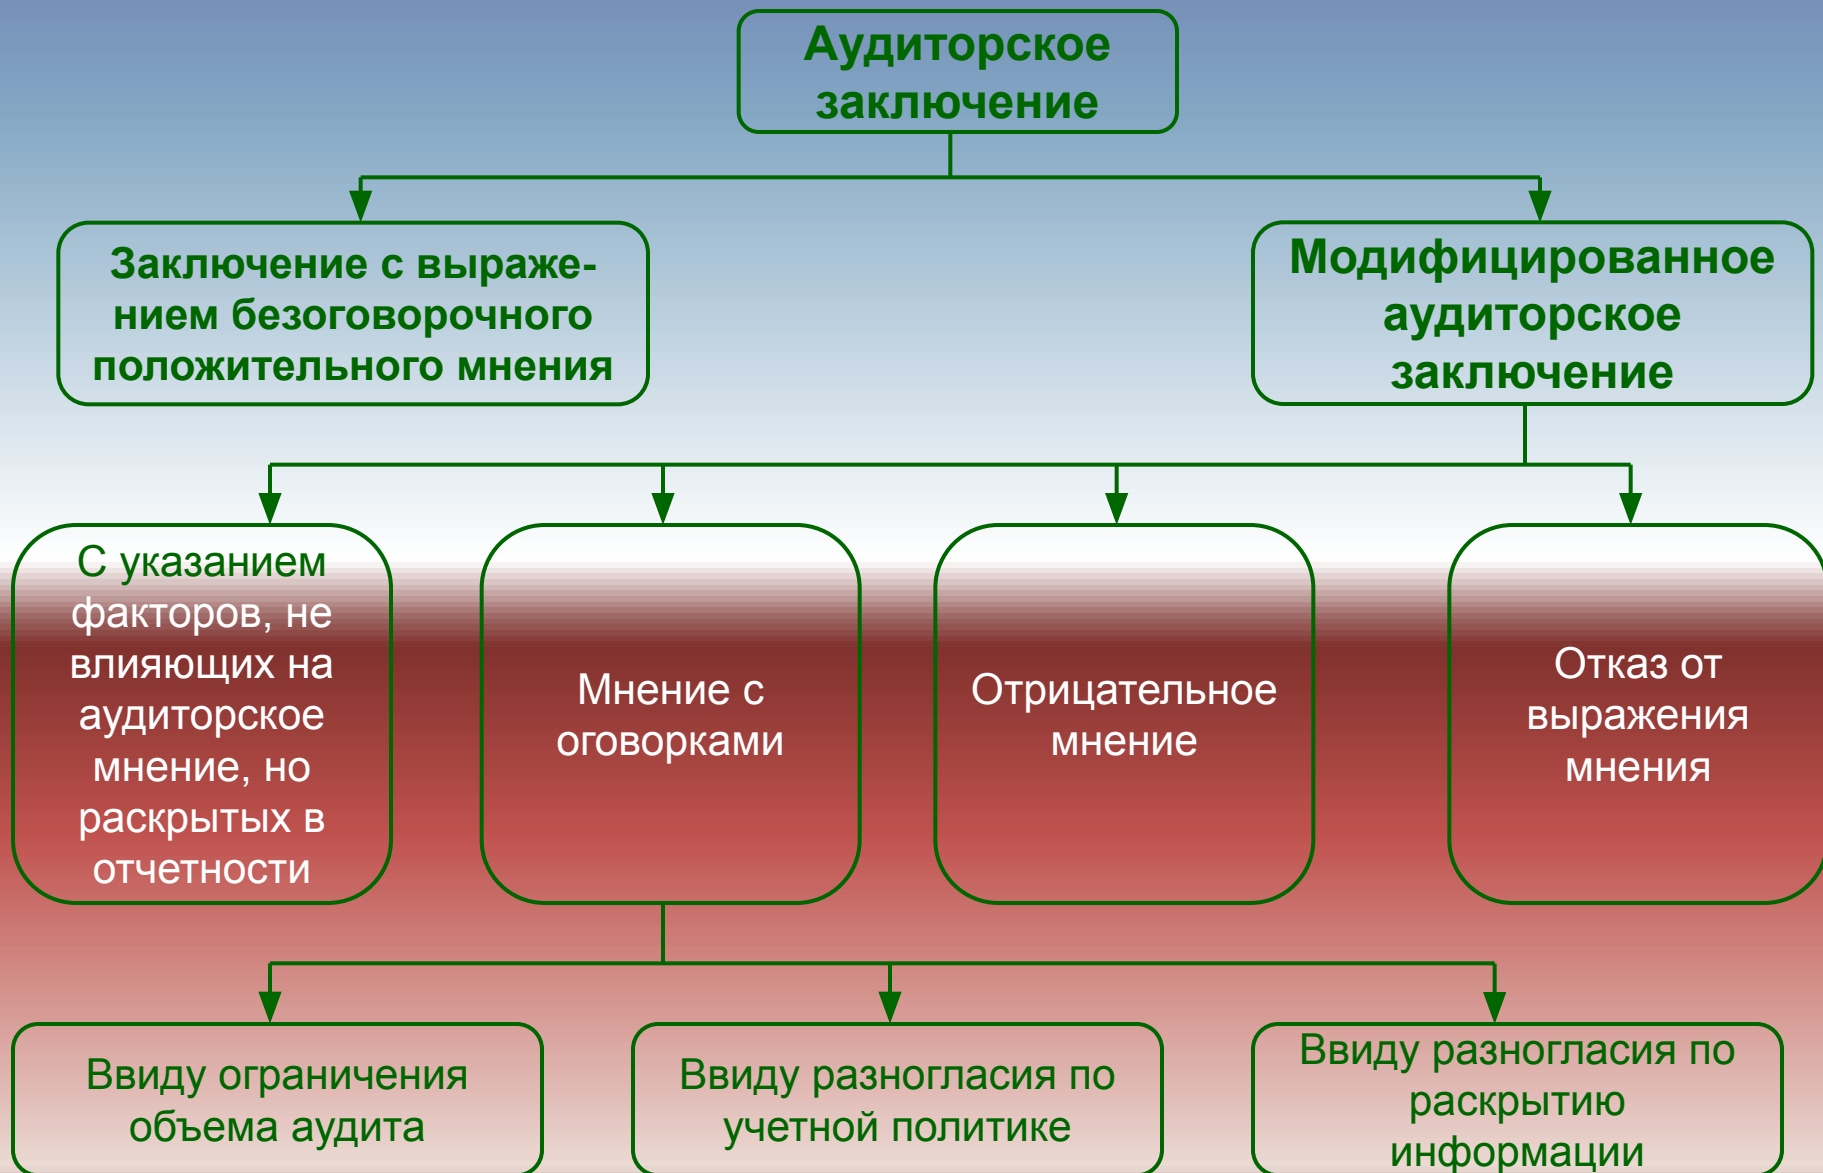 Аудиторское
заключение
Заключение с выраже-
нием безоговорочного
положительного мнения
Модифицированное
аудиторское
заключение
С указанием
факторов, не
влияющих на
аудиторское
мнение, но
раскрытых в
отчетности
Мнение с
оговорками
Отрицательное
мнение
Отказ от
выражения
мнения
Ввиду ограничения
объема аудита
Ввиду разногласия по
учетной политике
Ввиду разногласия по
раскрытию
информации